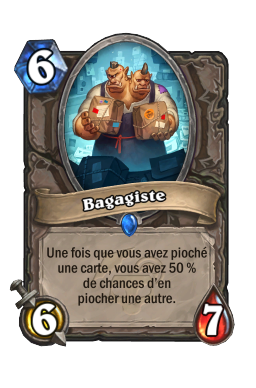 6
Bagagiste
Une fois que vous avez pioché
une carte, vous avez 50 %
de chances d'en
piocher une autre.
6
7